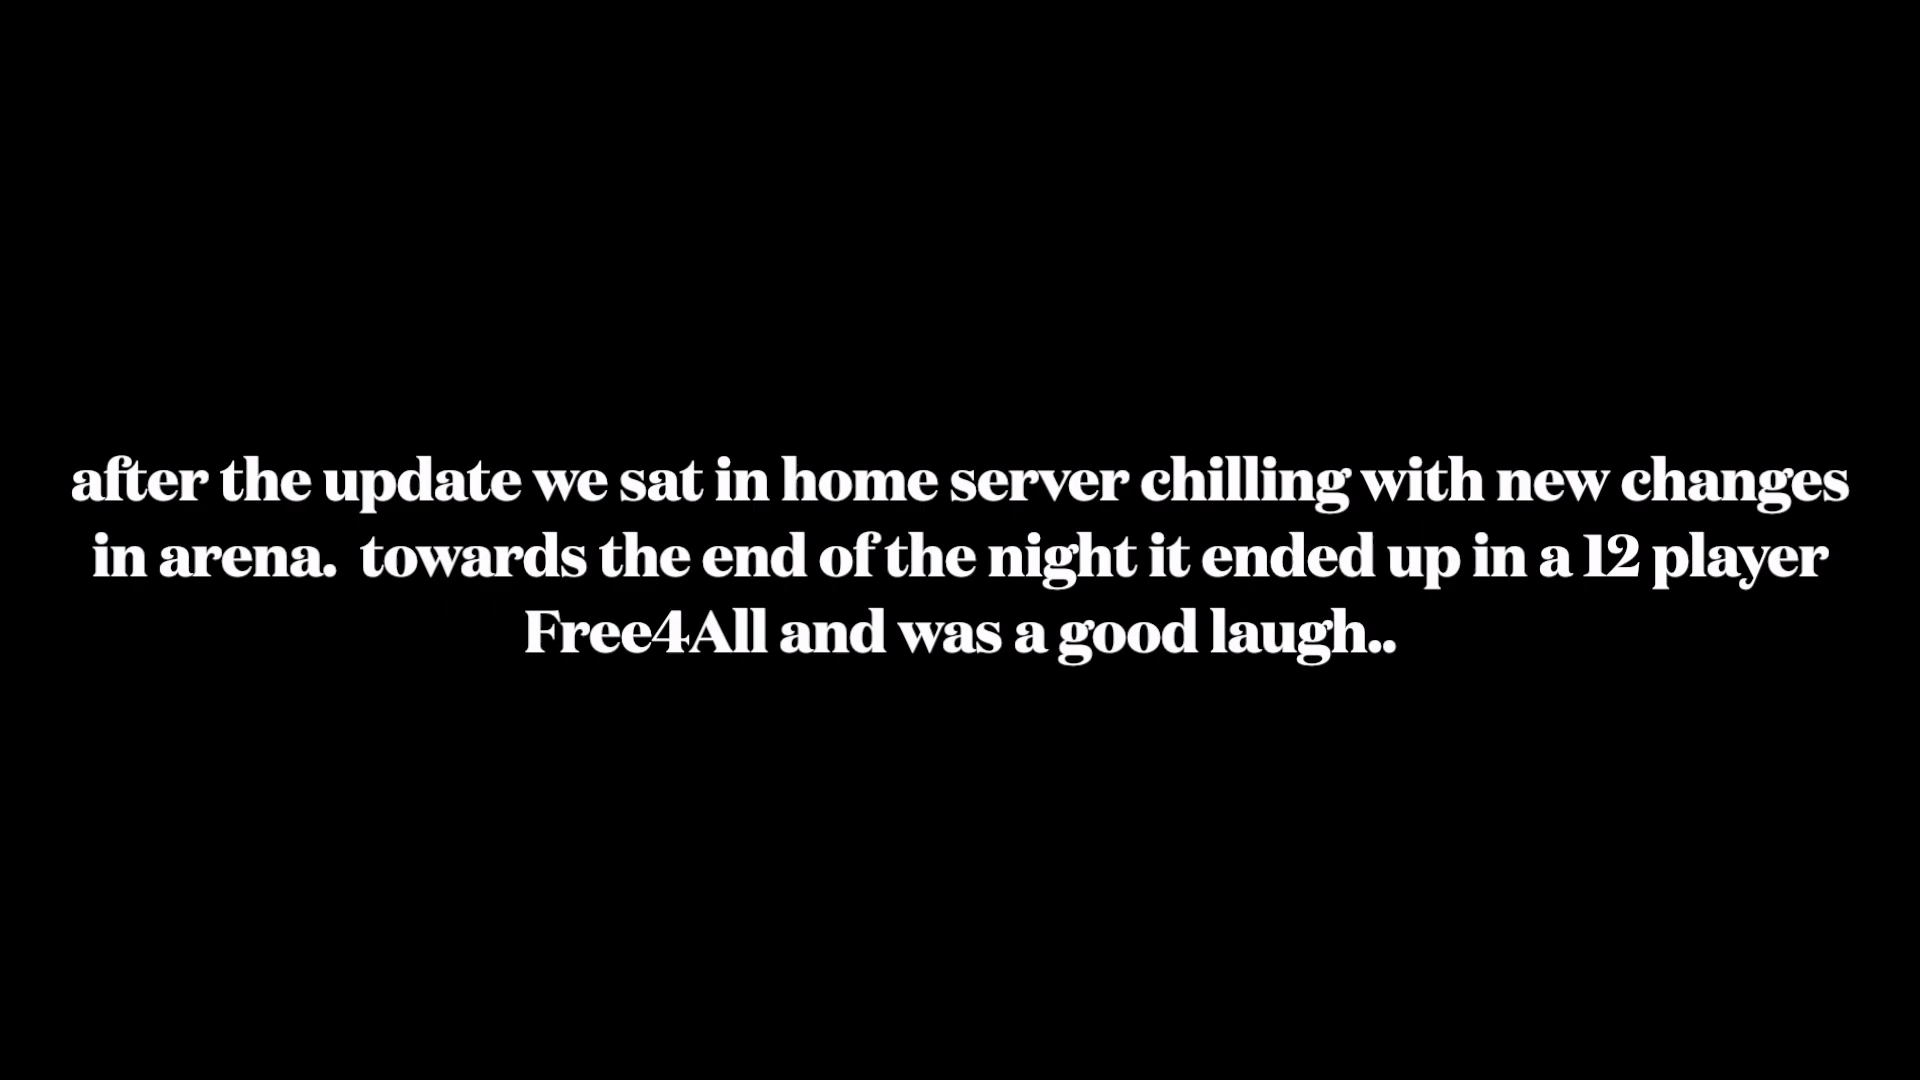 after the update we sat in home server chilling with new changes
in arena.  towards the end of the night it ended up in a 12 player
Free4All and was a good laugh..